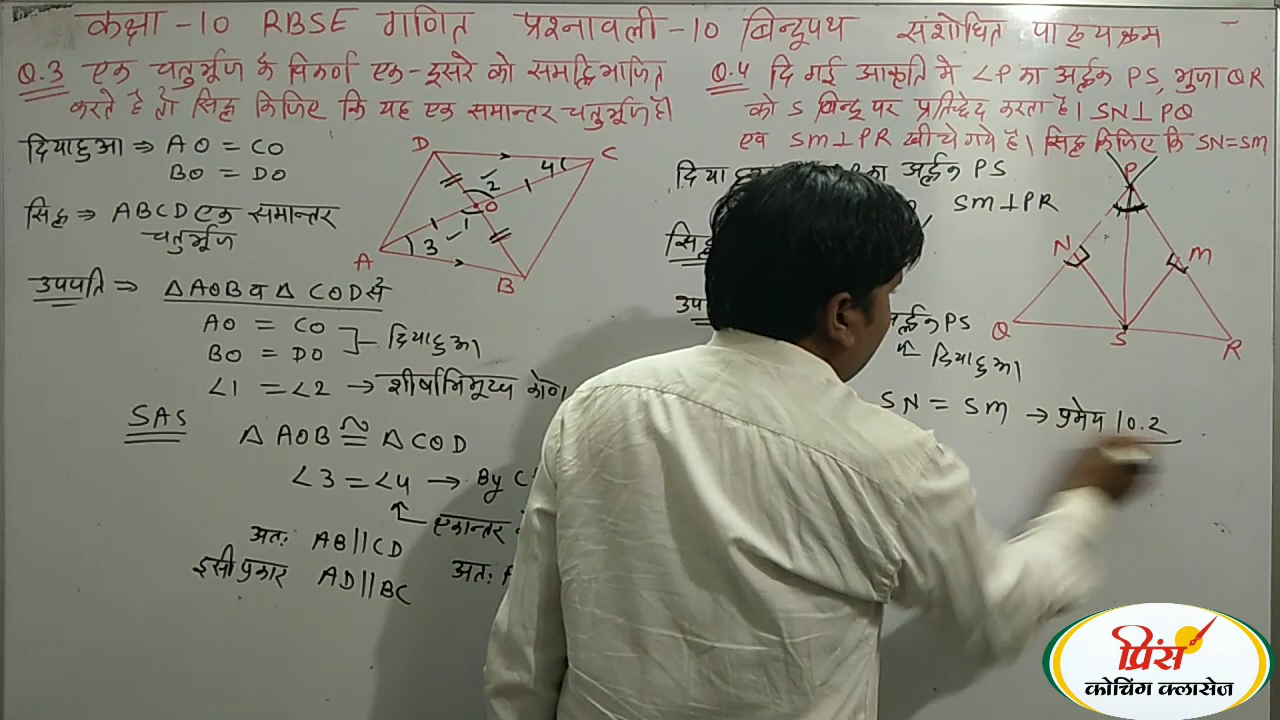 कक्षा -10 RBSE गणित प्रश्नावली -10 बिन्दुपथ संशोधित पाठ्यक्रम
Q.3 एक चतुर्भूज के विकर्ण एक-दूसरे को समद्विभाजित
करते है तो सिद्ध किजिए कि यह एक समान्तर चतुर्भूज है।
दिया हुआ ⇒ AO = CO
BO = DO
सिद्ध ⇒ ABCD एक समान्तर
चतुर्भूज
उपपति ⇒ △AOB व △ COD से
AO = CO
BO = DO
दिया हुआ
∠1 = ∠2 → शीर्षाभिमूख कोण
SAS
△ AOB ≅ △ COD
∠3 = ∠4 → By
एकान्तर
अत: AB||CD
इसी प्रकार AD||BC
अत:
D
C
A
B
O
1
2
3
4
Q.4 दि गई आकृति में ∠P का अर्द्धक PS, भुजा QR
को S बिन्दु पर प्रतिच्छेद करता है। SN⊥PQ
एवं SM⊥PR खींचे गये है। सिद्ध किजिए कि SN=SM
दिया
का अर्द्धक PS
SM⊥PR
सिद्ध
PS
दिया हुआ
SN = SM → प्रमेय 10.2
P
N
M
Q
S
R
प्रिंस
कोचिंग क्लासेज